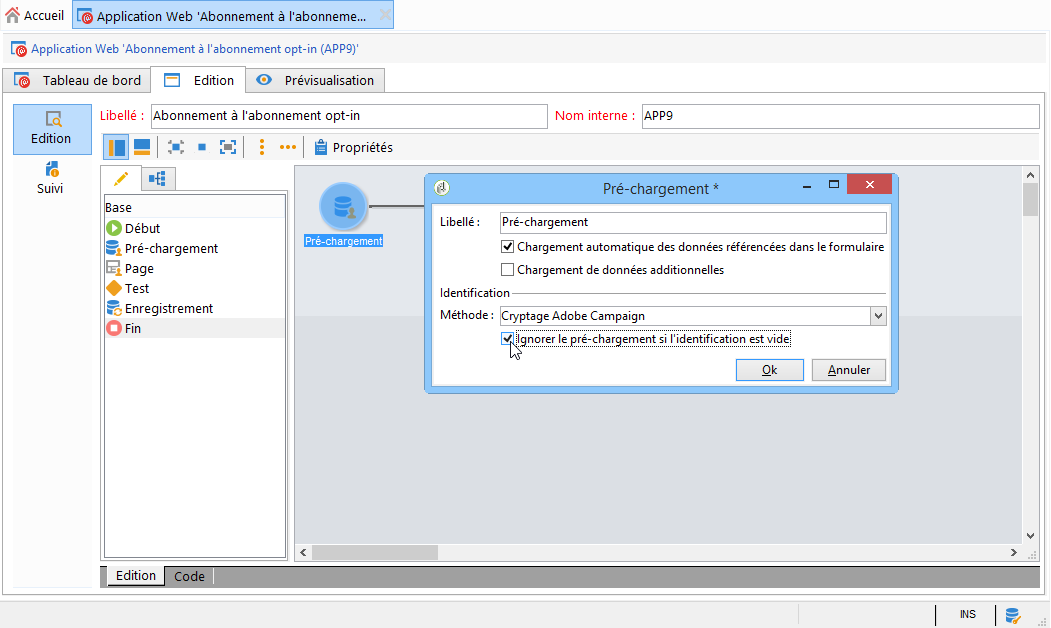 Accueil
Application Web 'Abonnement à l'abonneme...
Application Web 'Abonnement à l'abonnement opt-in (APP9)'
Tableau de bord
Edition
Prévisualisation
Edition
Suivi
Libellé :
Abonnement à l'abonnement opt-in
Nom interne :
APP9
Propriétés
Base
Début
Pré-chargement
Page
Test
Enregistrement
Fin
Pré-chargement
Pré-chargement *
Libellé :
Pré-chargement
Chargement automatique des données référencées dans le formulaire
Chargement de données additionnelles
Identification
Méthode :
Cryptage Adobe Campaign
Ignorer le pré-chargement si l'identification est vide
Ok
Annuler
Edition
Code
INS